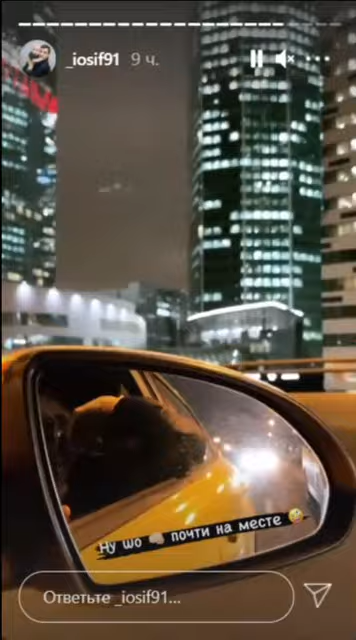 _iosif91 9 ч.
Ну шо почти на месте
Ответьте _iosif91...